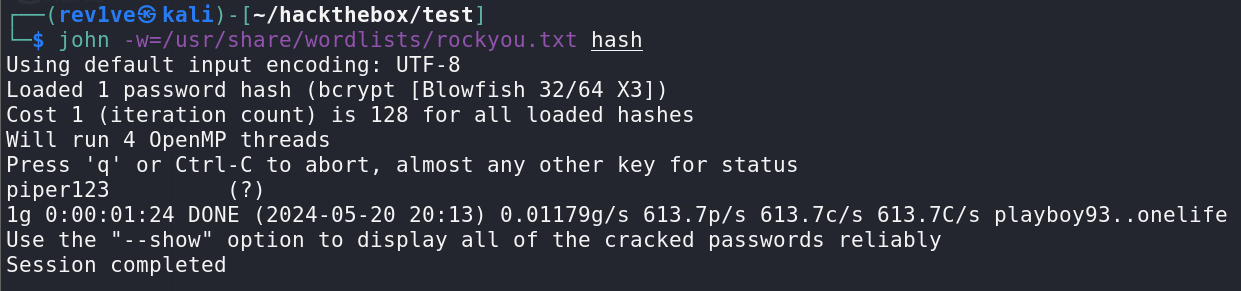 ┌──(rev1ve㉿kali)-[~/hackthebox/test]
└─$ john -w=/usr/share/wordlists/rockyou.txt hash
Using default input encoding: UTF-8
Loaded 1 password hash (bcrypt [Blowfish 32/64 X3])
Cost 1 (iteration count) is 128 for all loaded hashes
Will run 4 OpenMP threads
Press 'q' or Ctrl-C to abort, almost any other key for status
piper123         (?)
1g 0:00:01:24 DONE (2024-05-20 20:13) 0.01179g/s 613.7p/s 613.7c/s 613.7C/s playboy93..onelife
Use the "--show" option to display all of the cracked passwords reliably
Session completed